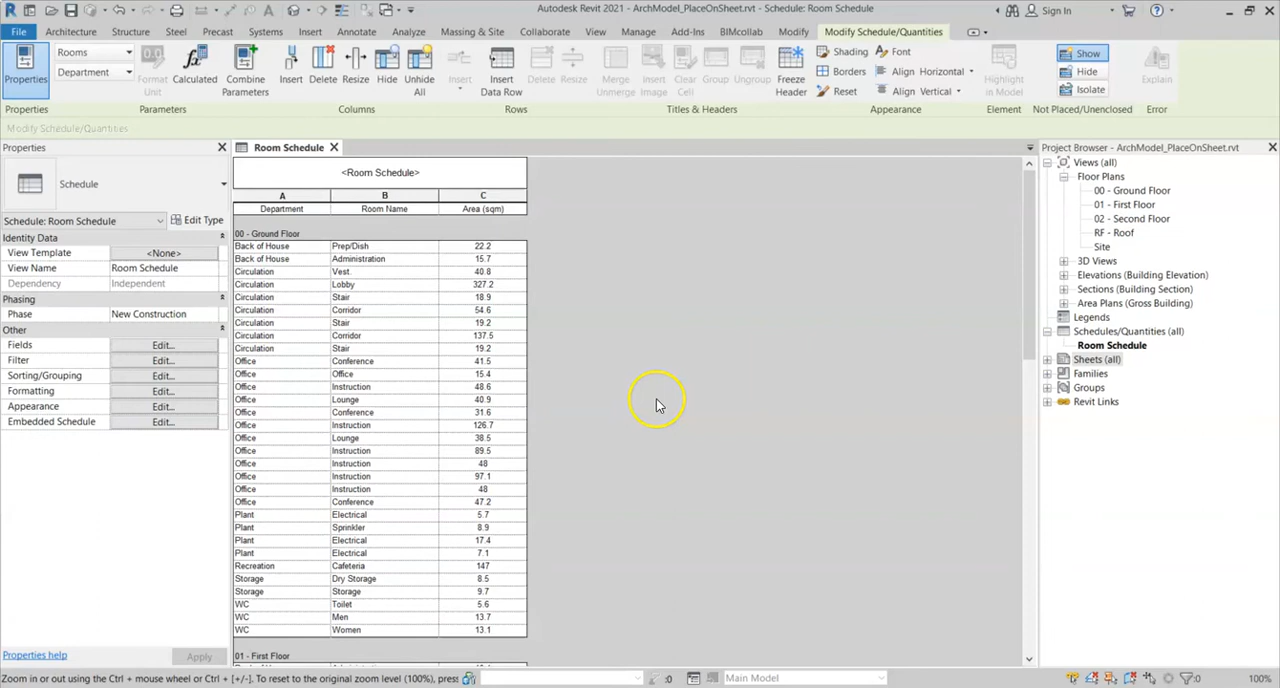 Autodesk Revit 2021 - ArchModel_PlaceOnSheet.rvt - Schedule: Room Schedule
Sign In
File Architecture Structure Steel Precast Systems Insert Annotate Analyze Massing & Site Collaborate View Manage Add-Ins BIMcollab Modify Modify Schedule/Quantities
Properties
Rooms
Department
Format
Unit
Calculated
Combine
Parameters
Insert
Delete
Resize
Hide
Unhide
All
Insert
Insert
Data Row
Delete
Resize
Merge
Unmerge
Insert
Image
Clear
Cell
Group
Ungroup
Freeze
Header
Shading
Borders
Reset
Font
Align Horizontal
Align Vertical
Highlight
in Model
Show
Hide
Isolate
Explain
Properties Parameters Columns Rows Titles & Headers Appearance Element Not Placed/Unenclosed Error
Modify Schedule/Quantities
Properties
Schedule
Schedule: Room Schedule
Edit Type
Identity Data
View Template <None>
View Name Room Schedule
Dependency Independent
Phasing
Phase New Construction
Other
Fields Edit...
Filter Edit...
Sorting/Grouping Edit...
Formatting Edit...
Appearance Edit...
Embedded Schedule Edit...
Properties help
Apply
Room Schedule
<Room Schedule>
A B C
Department Room Name Area (sqm)
00 - Ground Floor
Back of House Prep/Dish 22.2
Back of House Administration 15.7
Circulation Vest. 40.8
Circulation Lobby 327.2
Circulation Stair 18.9
Circulation Corridor 54.6
Circulation Stair 19.2
Circulation Corridor 137.5
Circulation Stair 19.2
Office Conference 41.5
Office Office 15.4
Office Instruction 48.6
Office Lounge 40.9
Office Conference 31.6
Office Instruction 126.7
Office Lounge 38.5
Office Instruction 89.5
Office Instruction 48
Office Instruction 97.1
Office Instruction 48
Office Conference 47.2
Plant Electrical 5.7
Plant Sprinkler 8.9
Plant Electrical 17.4
Plant Electrical 7.1
Recreation Cafeteria 147
Storage Dry Storage 8.5
Storage Storage 9.7
WC Toilet 5.6
WC Men 13.7
WC Women 13.1
01 - First Floor
Project Browser - ArchModel_PlaceOnSheet.rvt
Views (all)
Floor Plans
00 - Ground Floor
01 - First Floor
02 - Second Floor
RF - Roof
Site
3D Views
Elevations (Building Elevation)
Sections (Building Section)
Area Plans (Gross Building)
Legends
Schedules/Quantities (all)
Room Schedule
Sheets (all)
Families
Groups
Revit Links
Zoom in or out using the Ctrl + mouse wheel or Ctrl + [+/-]. To reset to the original zoom level (100%), press
:0
Main Model
:0
100%